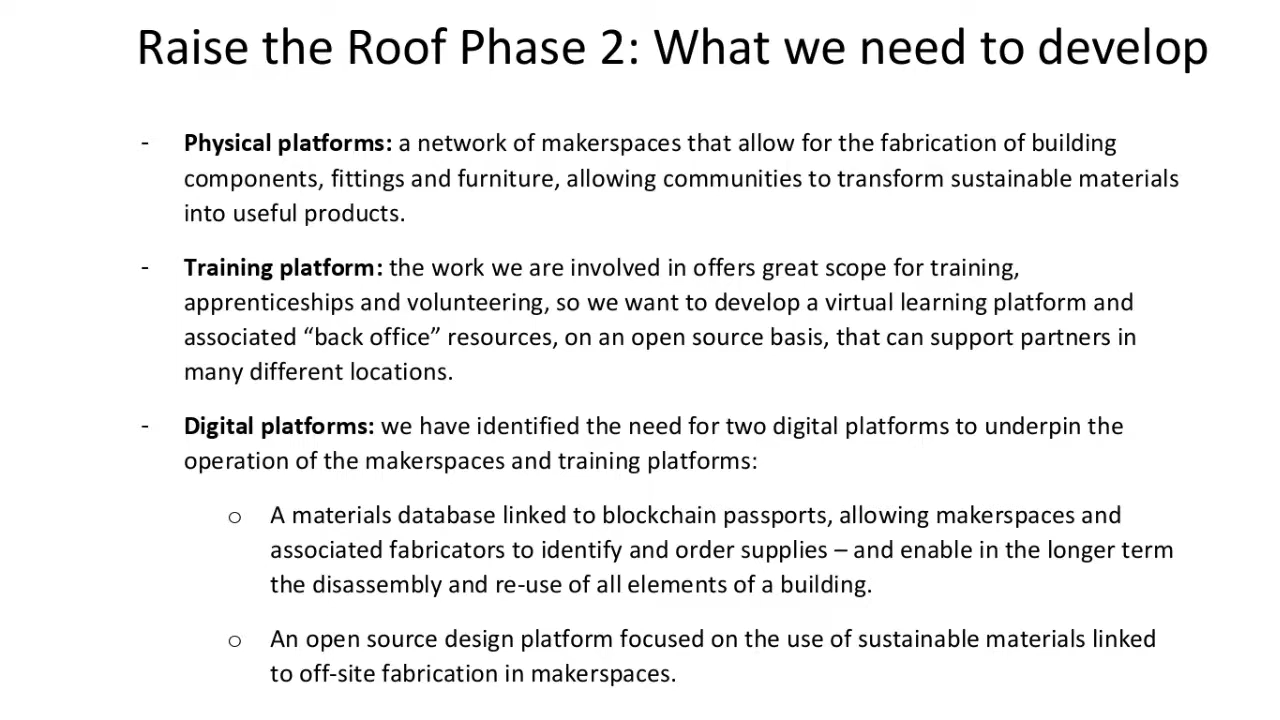 Raise the Roof Phase 2: What we need to develop
- Physical platforms: a network of makerspaces that allow for the fabrication of building
components, fittings and furniture, allowing communities to transform sustainable materials
into useful products.
- Training platform: the work we are involved in offers great scope for training,
apprenticeships and volunteering, so we want to develop a virtual learning platform and
associated “back office” resources, on an open source basis, that can support partners in
many different locations.
- Digital platforms: we have identified the need for two digital platforms to underpin the
operation of the makerspaces and training platforms:
o A materials database linked to blockchain passports, allowing makerspaces and
associated fabricators to identify and order supplies – and enable in the longer term
the disassembly and re-use of all elements of a building.
o An open source design platform focused on the use of sustainable materials linked
to off-site fabrication in makerspaces.